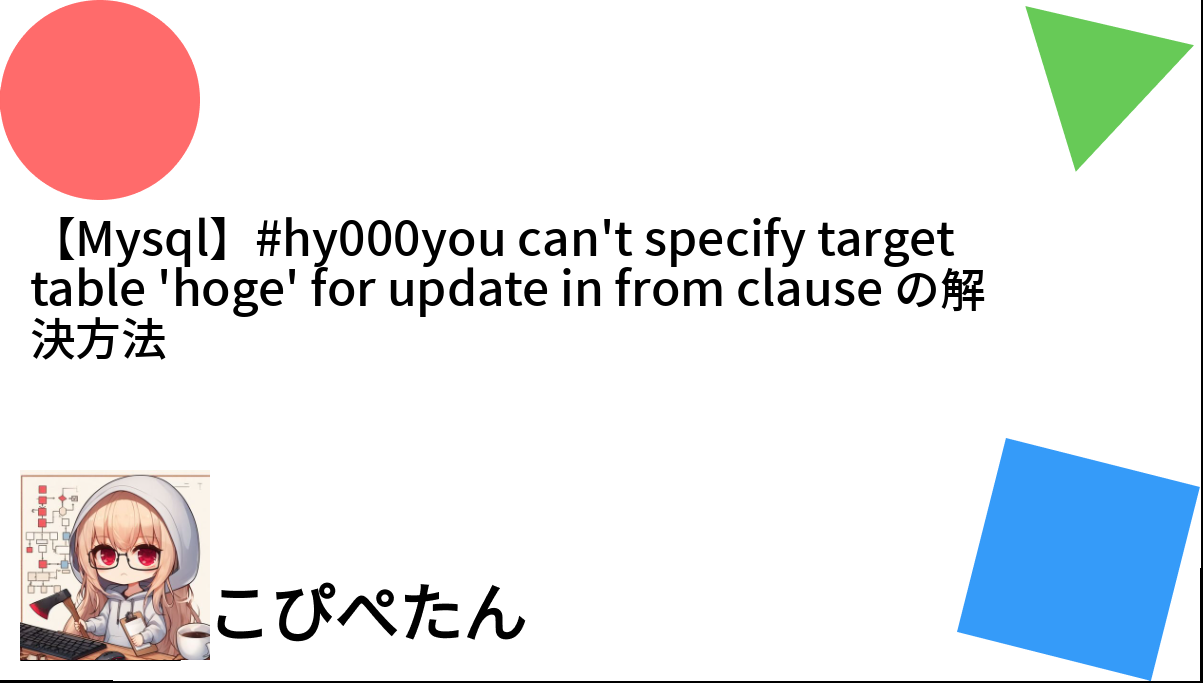 【Mysql】#hy000you can't specify target
table 'hoge' for update in from clause の解
決方法
こぴぺたん